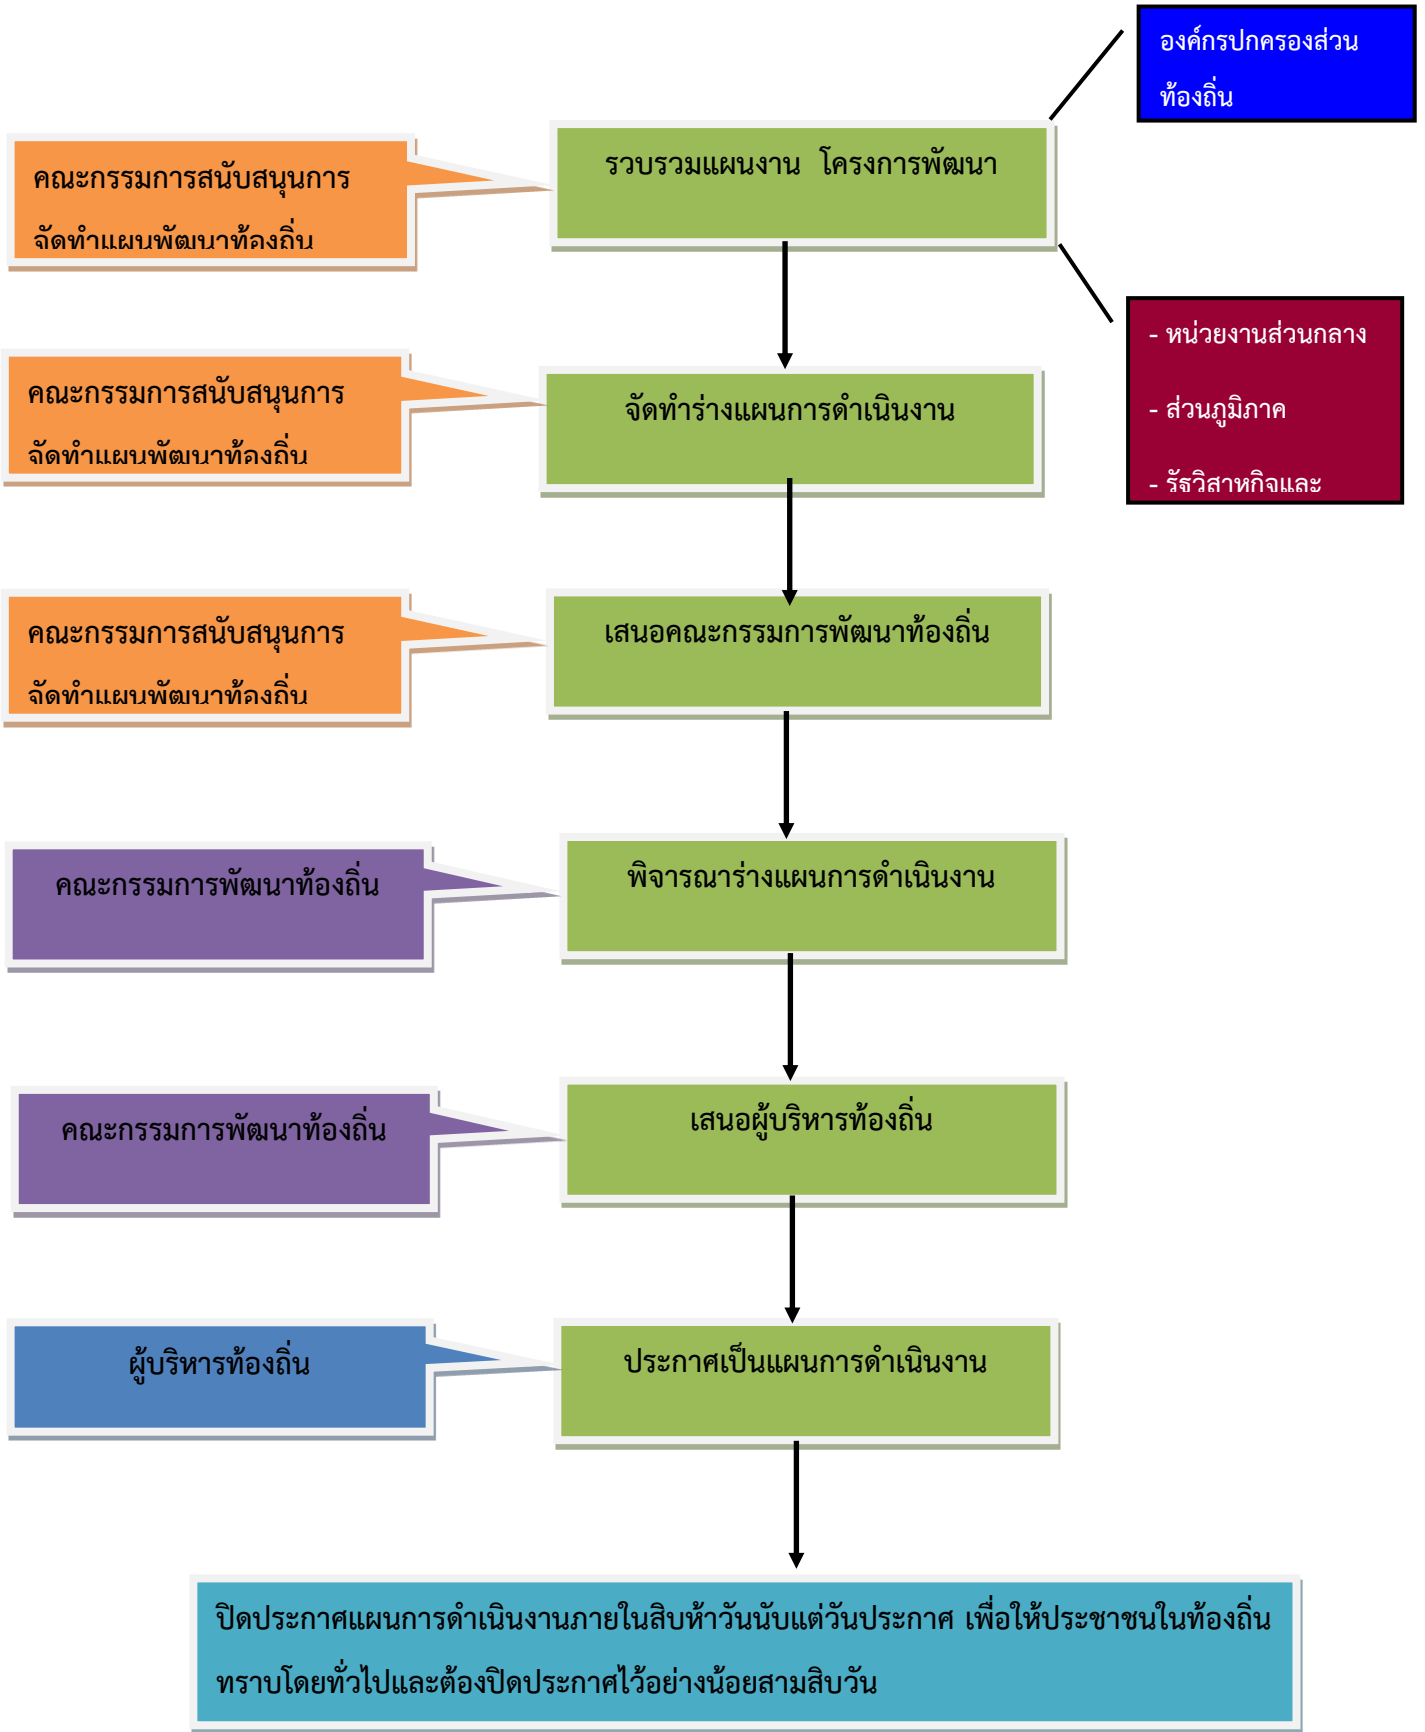 องค์กรปกครองส่วน
ท้องถิ่น
รวบรวมแผนงาน โครงการพัฒนา
คณะกรรมการสนับสนุนการ
จัดทำแผนพัฒนาท้องถิ่น
- หน่วยงานส่วนกลาง
- ส่วนภูมิภาค
- รัฐวิสาหกิจและ
คณะกรรมการสนับสนุนการ
จัดทำแผนพัฒนาท้องถิ่น
จัดทำร่างแผนการดำเนินงาน
คณะกรรมการสนับสนุนการ
จัดทำแผนพัฒนาท้องถิ่น
เสนอคณะกรรมการพัฒนาท้องถิ่น
คณะกรรมการพัฒนาท้องถิ่น
พิจารณาร่างแผนการดำเนินงาน
คณะกรรมการพัฒนาท้องถิ่น
เสนอผู้บริหารท้องถิ่น
ผู้บริหารท้องถิ่น
ประกาศเป็นแผนการดำเนินงาน
ปิดประกาศแผนการดำเนินงานภายในสิบห้าวันนับแต่วันประกาศ เพื่อให้ประชาชนในท้องถิ่น
ทราบโดยทั่วไปและต้องปิดประกาศไว้อย่างน้อยสามสิบวัน